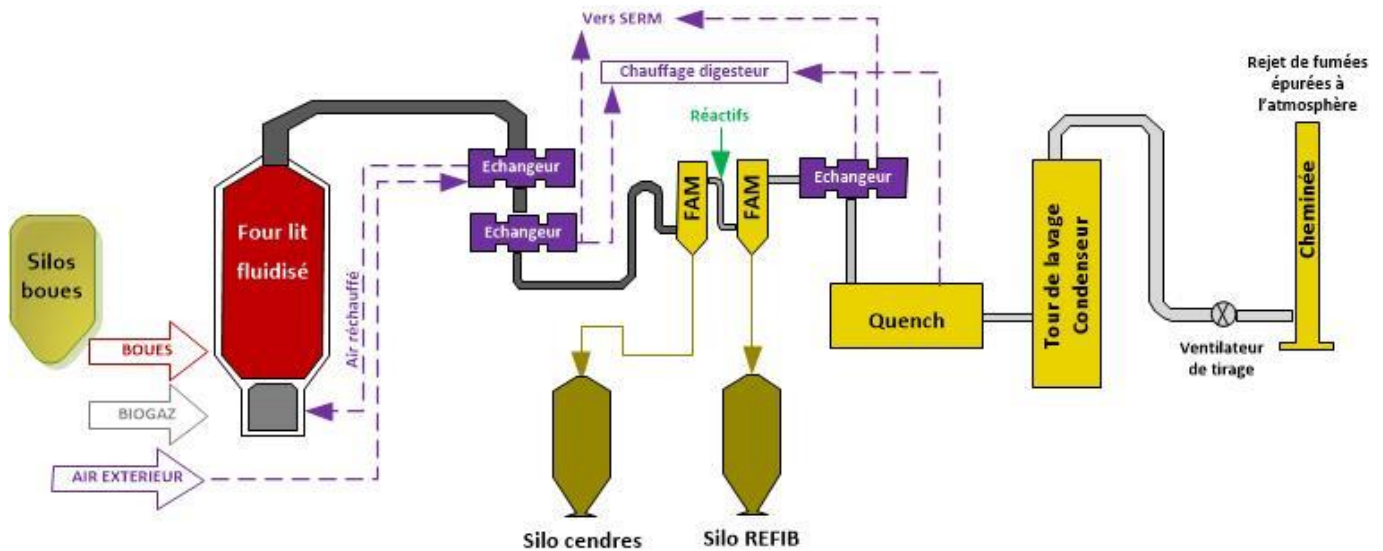 Vers SERM
Chauffage digesteur
Réactifs
Rejet de fumées
épurées à
l'atmosphère
Echangeur
Echangeur
FAM
FAM
Echangeur
Silos
boues
Four lit
fluidisé
Air réchauffé
BOUES
BIOGAZ
AIR EXTERIEUR
Quench
Tour de lavage
Condenseur
Ventilateur
de tirage
Cheminée
Silo cendres
Silo REFIB